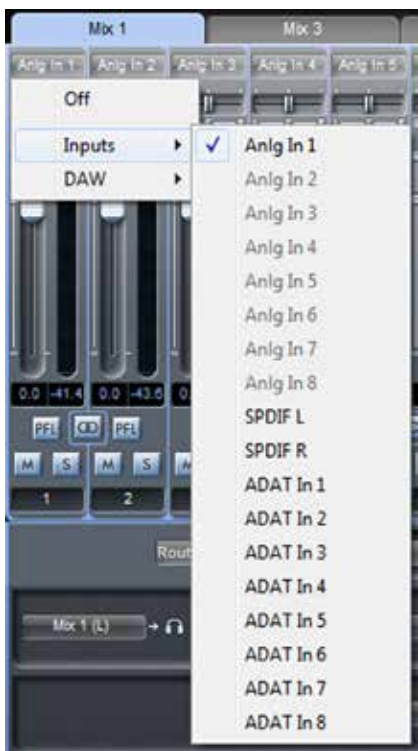 Mix 1 Mix 3
Anlg In 1 Anlg In 2 Anlg In 3 Anlg In 4 Anlg In 5
Off
Inputs
DAW
Anlg In 1
Anlg In 2
Anlg In 3
Anlg In 4
Anlg In 5
Anlg In 6
Anlg In 7
Anlg In 8
SPDIF L
SPDIF R
ADAT In 1
ADAT In 2
ADAT In 3
ADAT In 4
ADAT In 5
ADAT In 6
ADAT In 7
ADAT In 8
0.0 -41.4 0.0 -43.6 0
PFL PFL
M S M S M
1 2
Rout
Mix 1 (L)